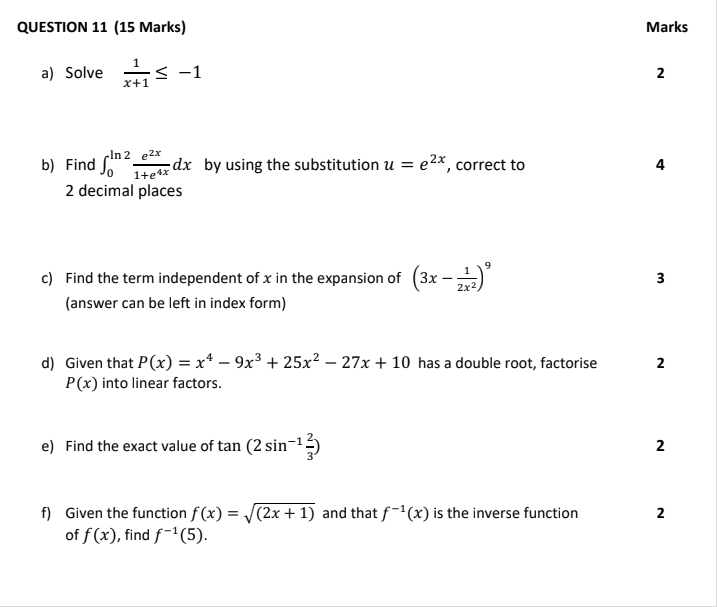 QUESTION 11 (15 Marks) Marks
a) Solve $\frac{1}{x+1} \leq -1$ 2
b) Find $\int_0^{\ln 2} \frac{e^{2x}}{1+e^{4x}} dx$ by using the substitution $u = e^{2x}$, correct to 4
2 decimal places
c) Find the term independent of $x$ in the expansion of $\left(3x - \frac{1}{2x^2}\right)^9$ 3
(answer can be left in index form)
d) Given that $P(x) = x^4 - 9x^3 + 25x^2 - 27x + 10$ has a double root, factorise 2
$P(x)$ into linear factors.
e) Find the exact value of $\tan\,(2\sin^{-1}\frac{2}{3})$ 2
f) Given the function $f(x) = \sqrt{(2x+1)}$ and that $f^{-1}(x)$ is the inverse function 2
of $f(x)$, find $f^{-1}(5)$.